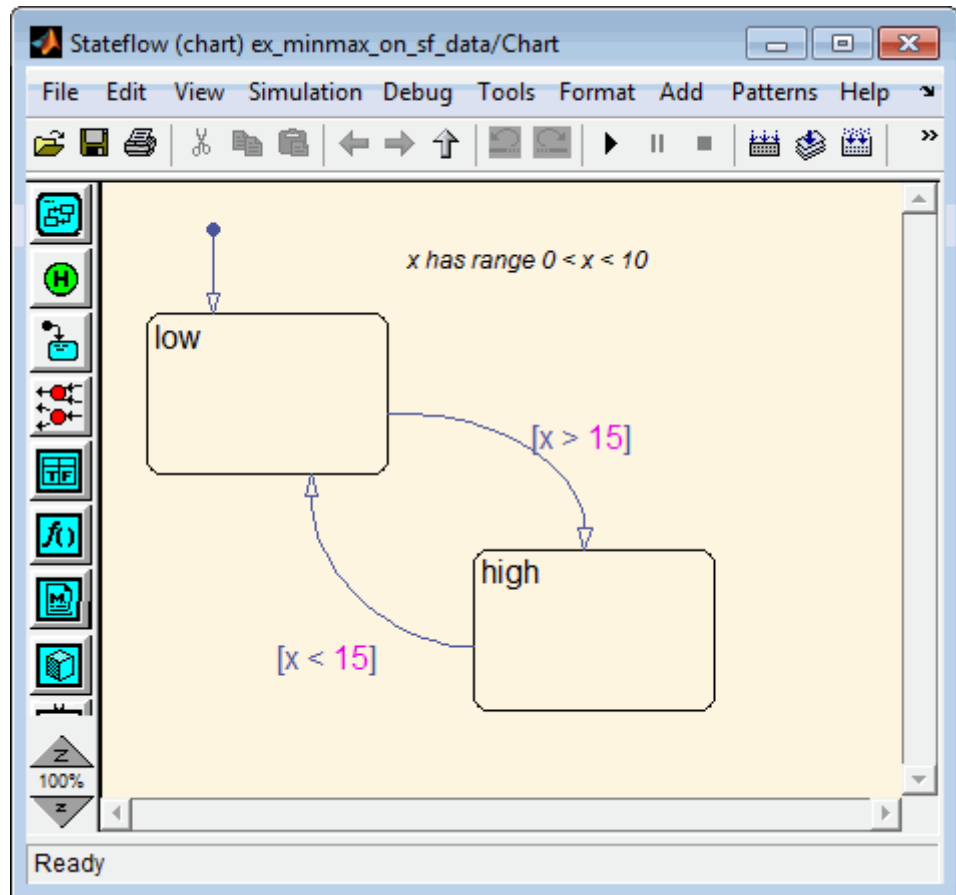 Stateflow (chart) ex_minmax_on_sf_data/Chart
File Edit View Simulation Debug Tools Format Add Patterns Help
x has range 0 < x < 10
H
low
[x > 15]
TF
f()
high
M
[x < 15]
Z
100%
z
Ready